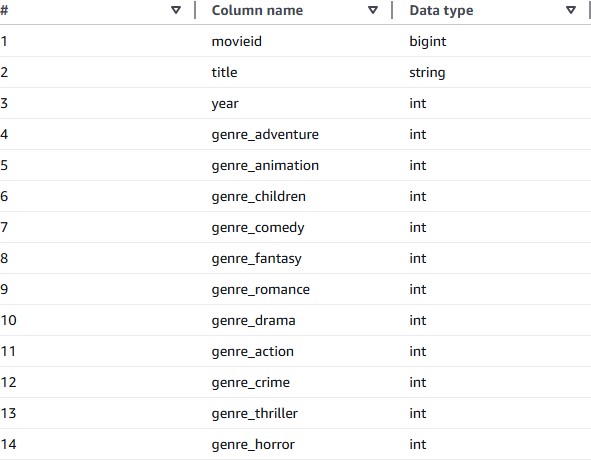 # Column name Data type
1 movieid bigint
2 title string
3 year int
4 genre_adventure int
5 genre_animation int
6 genre_children int
7 genre_comedy int
8 genre_fantasy int
9 genre_romance int
10 genre_drama int
11 genre_action int
12 genre_crime int
13 genre_thriller int
14 genre_horror int